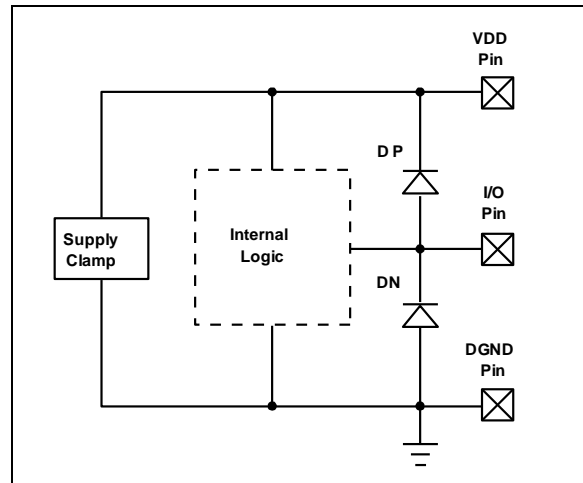 VDD
Pin
D P
I/O
Pin
Internal
Logic
Supply
Clamp
DN
DGND
Pin